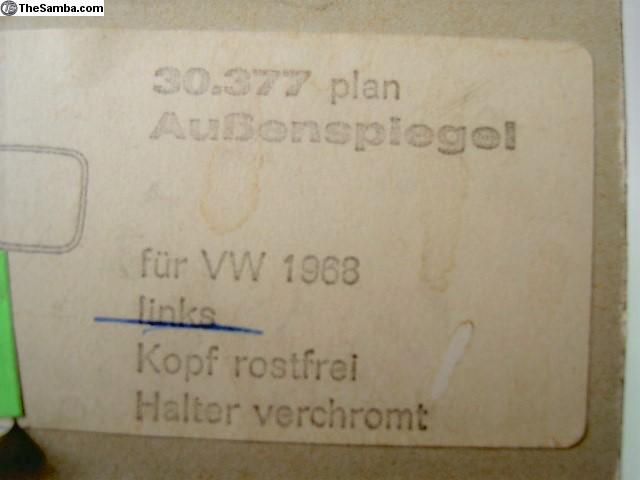 TheSamba.com
30.377 plan
Außenspiegel
für VW 1968
links
Kopf rostfrei
Halter verchromt